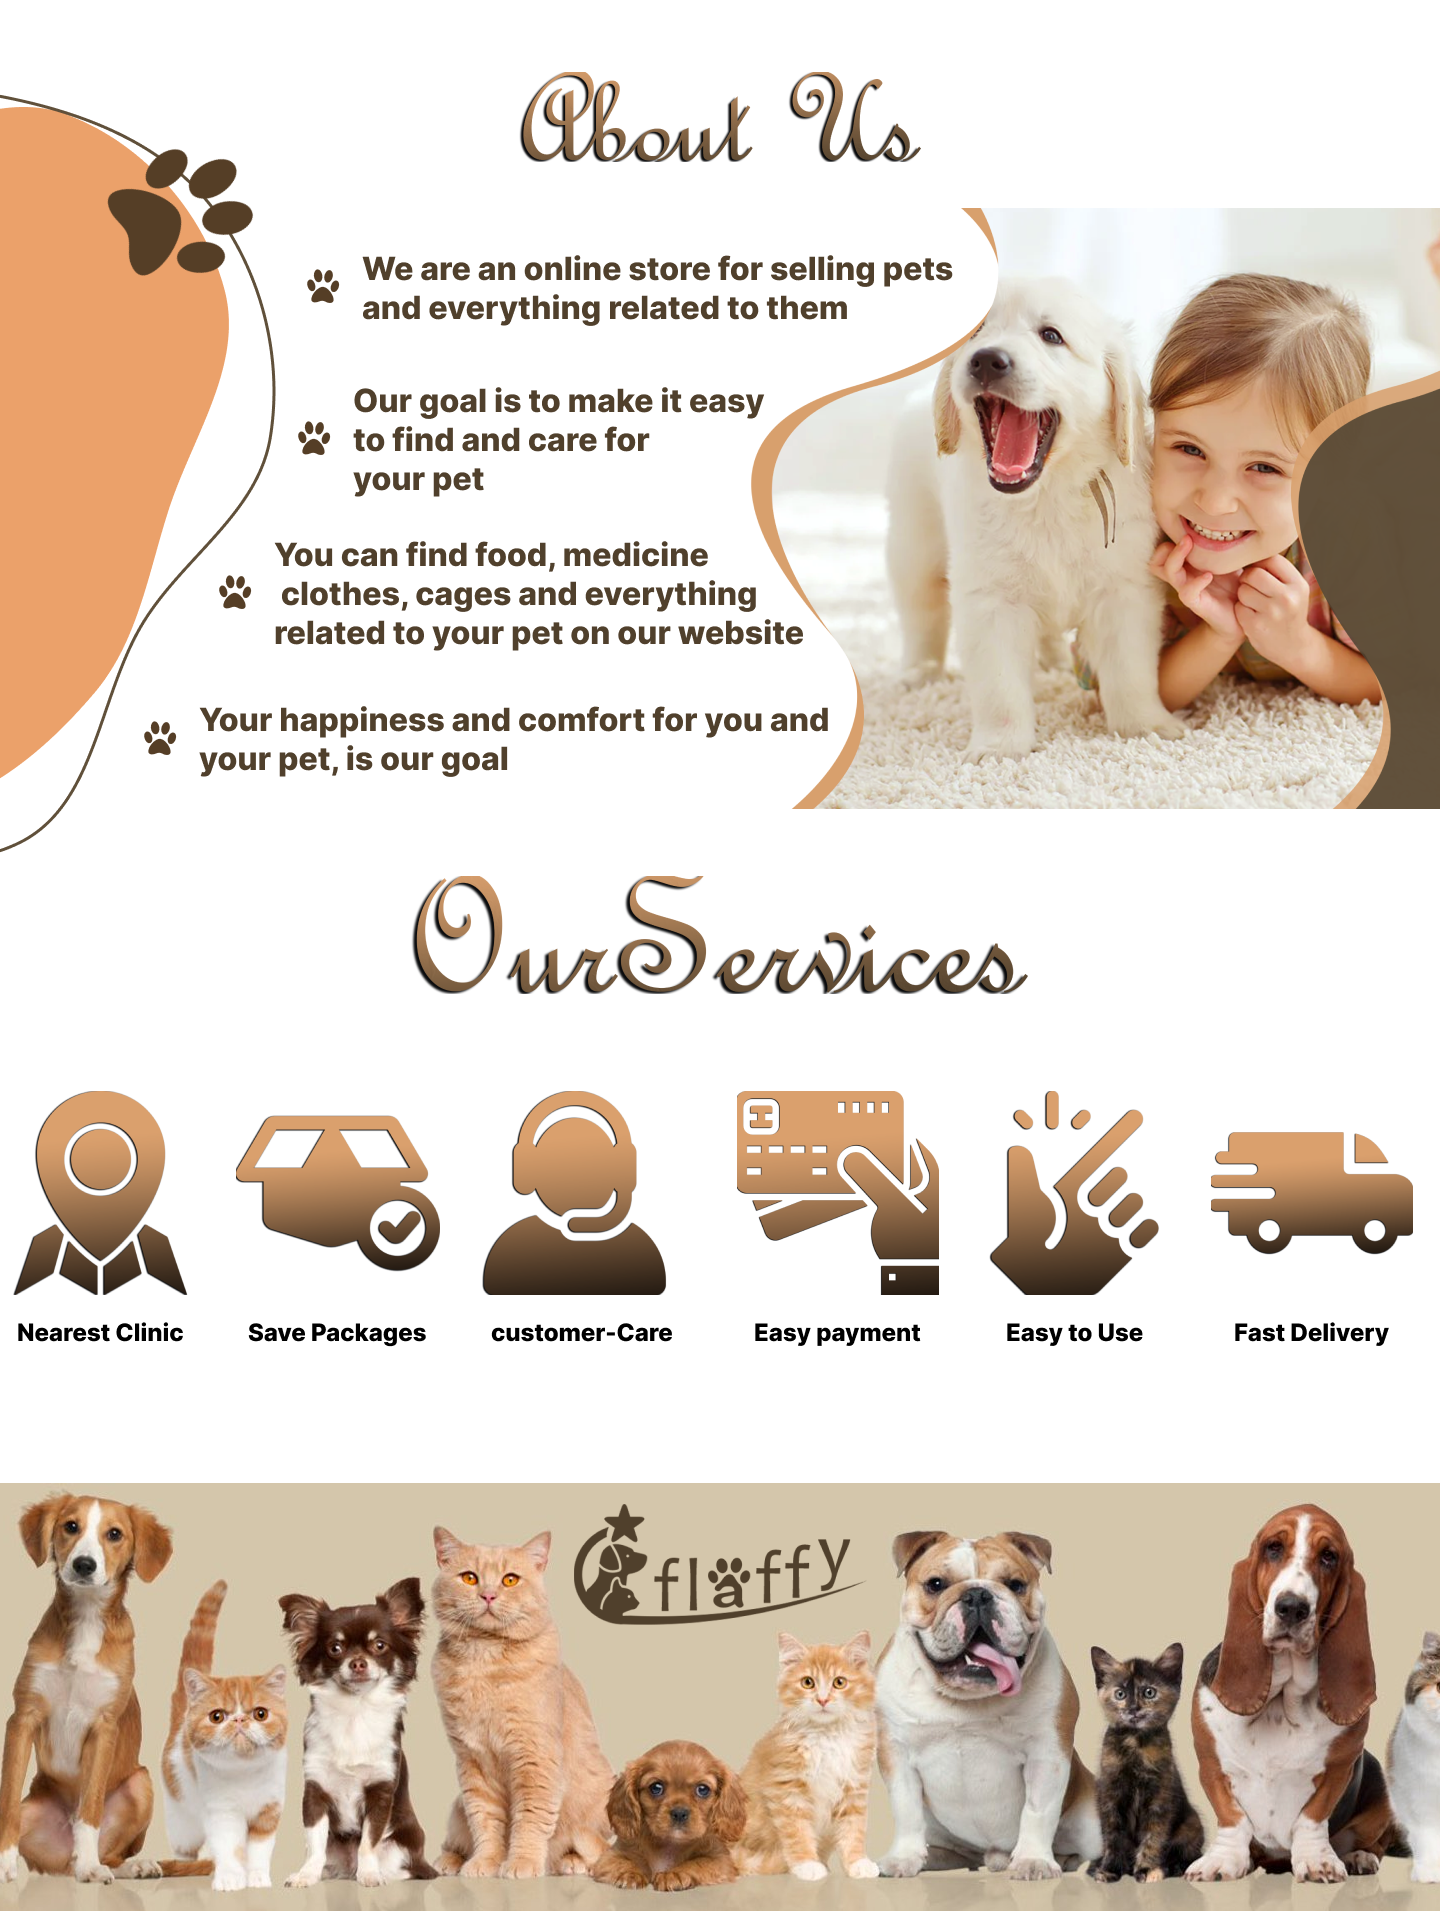 About Us
We are an online store for selling pets
and everything related to them
Our goal is to make it easy
to find and care for
your pet
You can find food, medicine
clothes, cages and everything
related to your pet on our website
Your happiness and comfort for you and
your pet, is our goal
OurServices
Nearest Clinic
Save Packages
customer-Care
Easy payment
Easy to Use
Fast Delivery
flaffy